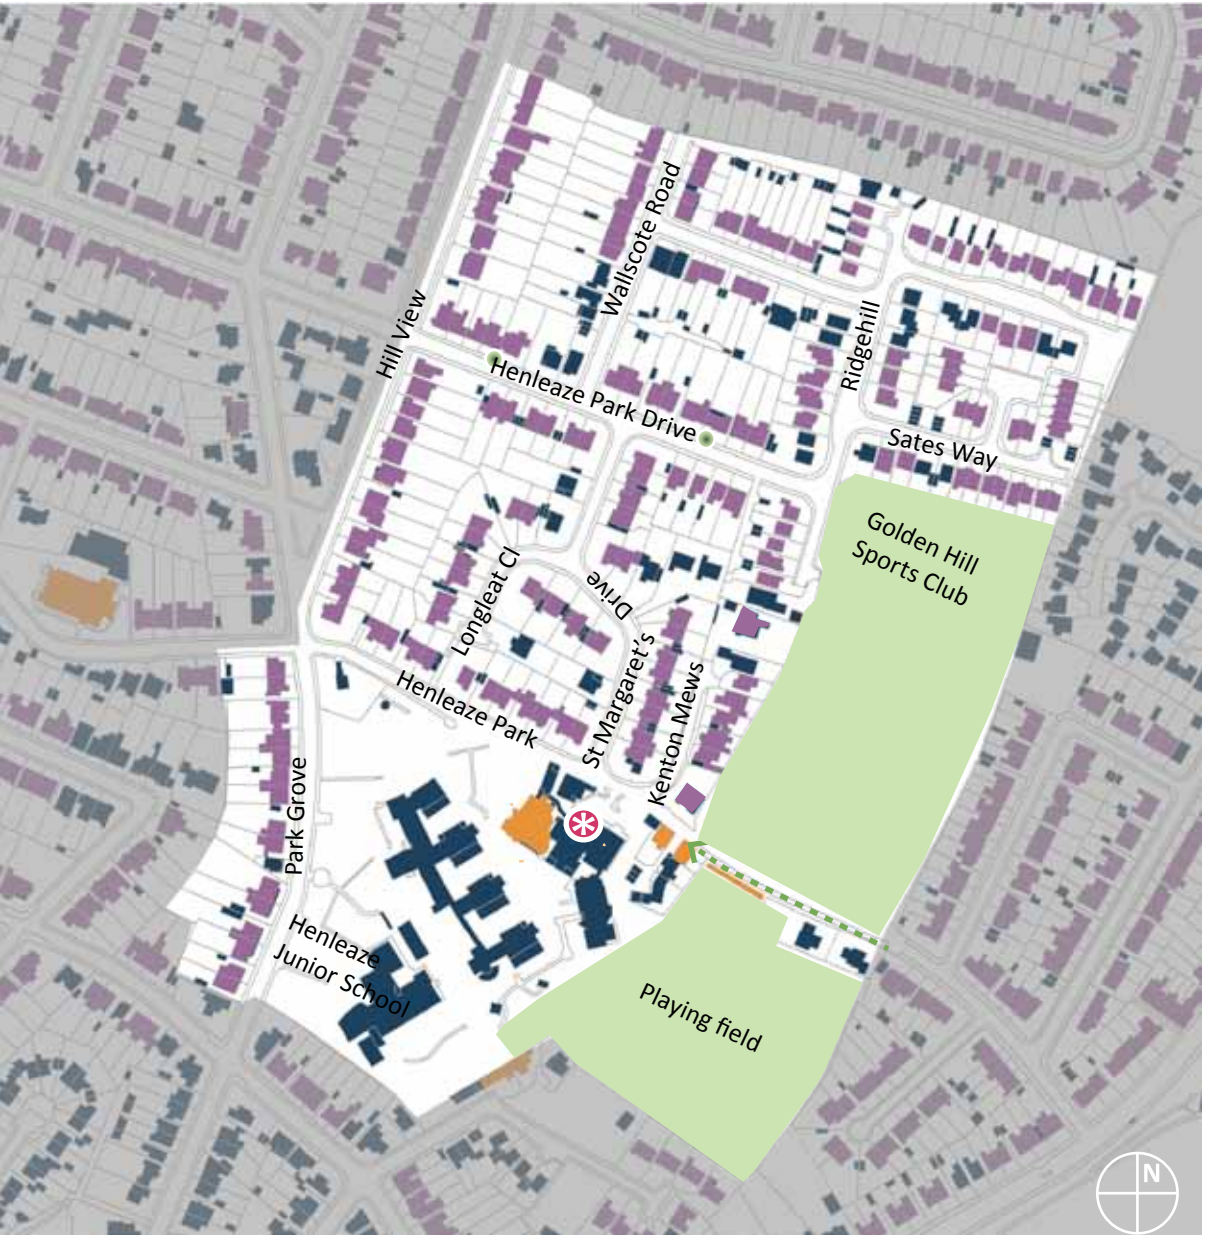 Wallscote Road
Hill View
Ridgehill
Henleaze Park Drive
Sates Way
Golden Hill
Sports Club
Longleat Cl
Drive
St Margaret's
Kenton Mews
Henleaze Park
Park Grove
Henleaze
Junior School
Playing field
N